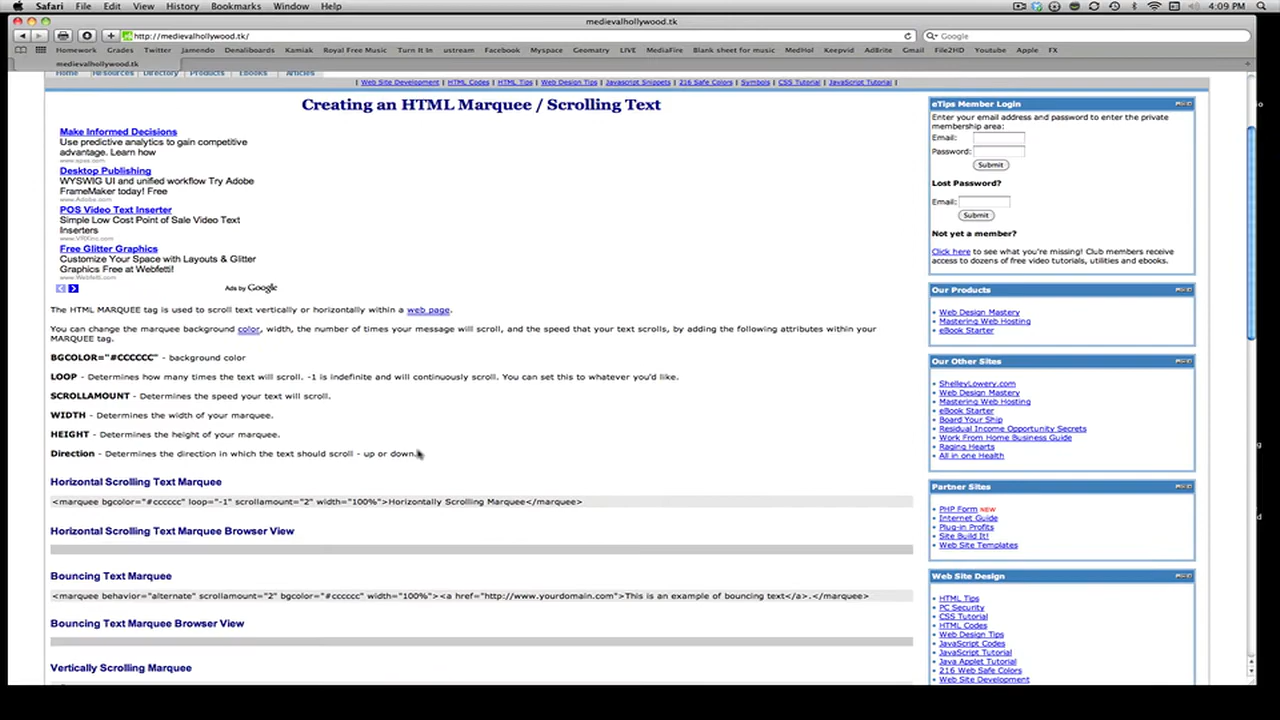 Safari File Edit View History Bookmarks Window Help 4:09 PM
medievalhollywood.tk
http://medievalhollywood.tk/ Google
Homework Grades Twitter Jamendo Denaliboards Kamiak Royal Free Music Turn It In ustream Facebook Myspace Geomatry LIVE MediaFire Blank sheet for music MedHol Keepvid AdBrite Gmail File2HD Youtube Apple FX
medievalhollywood.tk
Home Resources Directory Products Ebooks Articles
| Web Site Development | HTML Codes | HTML Tips | Web Design Tips | Javascript Snippets | 216 Safe Colors | Symbols | CSS Tutorial | JavaScript Tutorial |
Creating an HTML Marquee / Scrolling Text
Make Informed Decisions
Use predictive analytics to gain competitive
advantage. Learn how
www.spss.com
Desktop Publishing
WYSWIG UI and unified workflow Try Adobe
FrameMaker today! Free
www.Adobe.com
POS Video Text Inserter
Simple Low Cost Point of Sale Video Text
Inserters
www.VRXInc.com
Free Glitter Graphics
Customize Your Space with Layouts & Glitter
Graphics Free at Webfetti!
www.Webfetti.com
Ads by Google
The HTML MARQUEE tag is used to scroll text vertically or horizontally within a web page.
You can change the marquee background color, width, the number of times your message will scroll, and the speed that your text scrolls, by adding the following attributes within your
MARQUEE tag.
BGCOLOR="#CCCCCC" - background color
LOOP - Determines how many times the text will scroll. -1 is indefinite and will continuously scroll. You can set this to whatever you'd like.
SCROLLAMOUNT - Determines the speed your text will scroll.
WIDTH - Determines the width of your marquee.
HEIGHT - Determines the height of your marquee.
Direction - Determines the direction in which the text should scroll - up or down.
Horizontal Scrolling Text Marquee
<marquee bgcolor="#cccccc" loop="-1" scrollamount="2" width="100%">Horizontally Scrolling Marquee</marquee>
Horizontal Scrolling Text Marquee Browser View
Bouncing Text Marquee
<marquee behavior="alternate" scrollamount="2" bgcolor="#cccccc" width="100%"><a href="http://www.yourdomain.com">This is an example of bouncing text</a>.</marquee>
Bouncing Text Marquee Browser View
Vertically Scrolling Marquee
eTips Member Login
Enter your email address and password to enter the private
membership area:
Email:
Password:
Submit
Lost Password?
Email:
Submit
Not yet a member?
Click here to see what you're missing! Club members receive
access to dozens of free video tutorials, utilities and ebooks.
Our Products
• Web Design Mastery
• Mastering Web Hosting
• eBook Starter
Our Other Sites
• ShelleyLowery.com
• Web Design Mastery
• Mastering Web Hosting
• eBook Starter
• Board Your Ship
• Residual Income Opportunity Secrets
• Work From Home Business Guide
• Raging Hearts
• All in one Health
Partner Sites
• PHP Form NEW
• Internet Guide
• Plug-in Profits
• Site Build It!
• Web Site Templates
Web Site Design
• HTML Tips
• PC Security
• CSS Tutorial
• HTML Codes
• Web Design Tips
• JavaScript Codes
• JavaScript Tutorial
• Java Applet Tutorial
• 216 Web Safe Colors
• Web Site Development